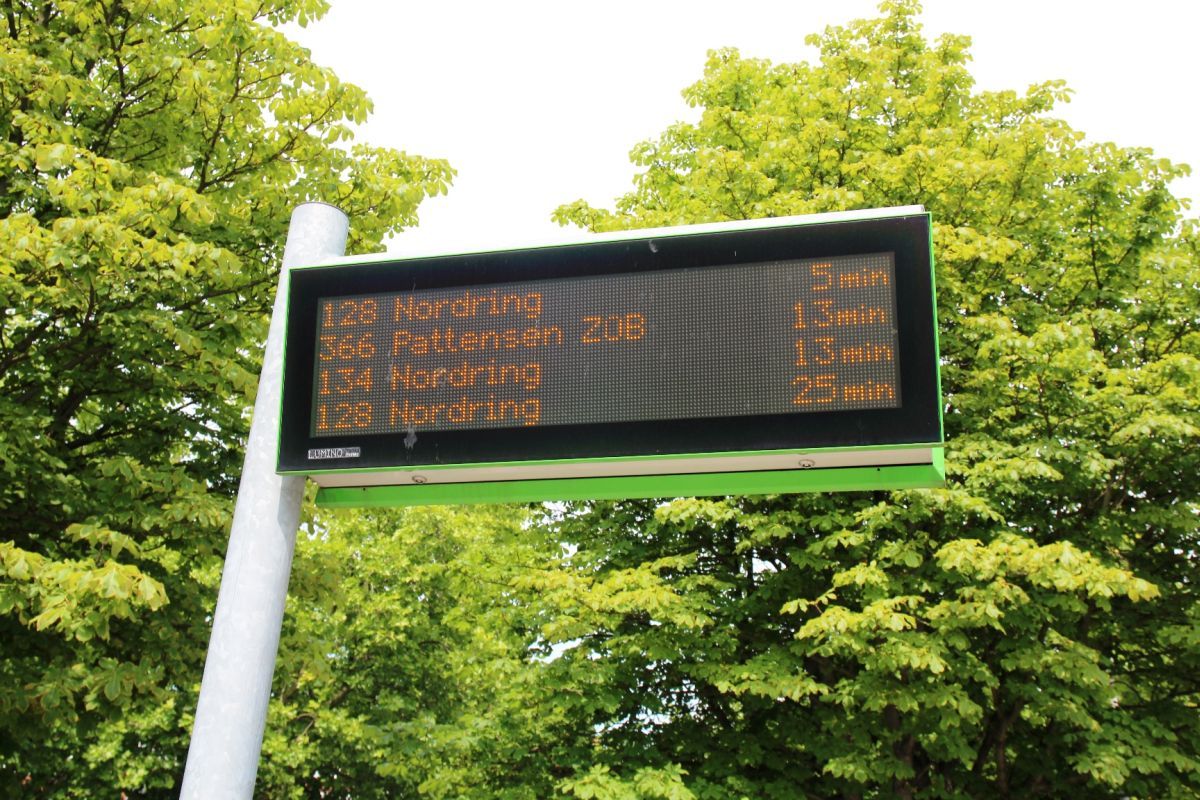 128 Nordring 5 min
366 Pattensen ZOB 13 min
134 Nordring 13 min
128 Nordring 25 min
LUMINO